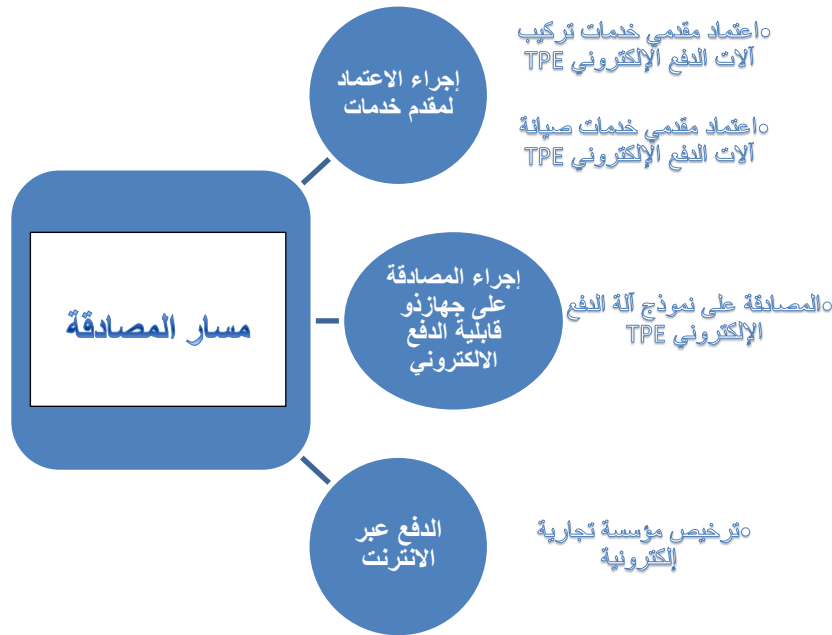 مسار المصادقة
إجراء الاعتماد
لمقدم خدمات
○اعتماد مقدمي خدمات تركيب
آلات الدفع الإلكتروني TPE
○اعتماد مقدمي خدمات صيانة
آلات الدفع الإلكتروني TPE
إجراء المصادقة
على جهازذو
قابلية الدفع
الالكتروني
○المصادقة على نموذج آلة الدفع
الإلكتروني TPE
الدفع عبر
الانترنت
○ترخيص مؤسسة تجارية
إلكترونية